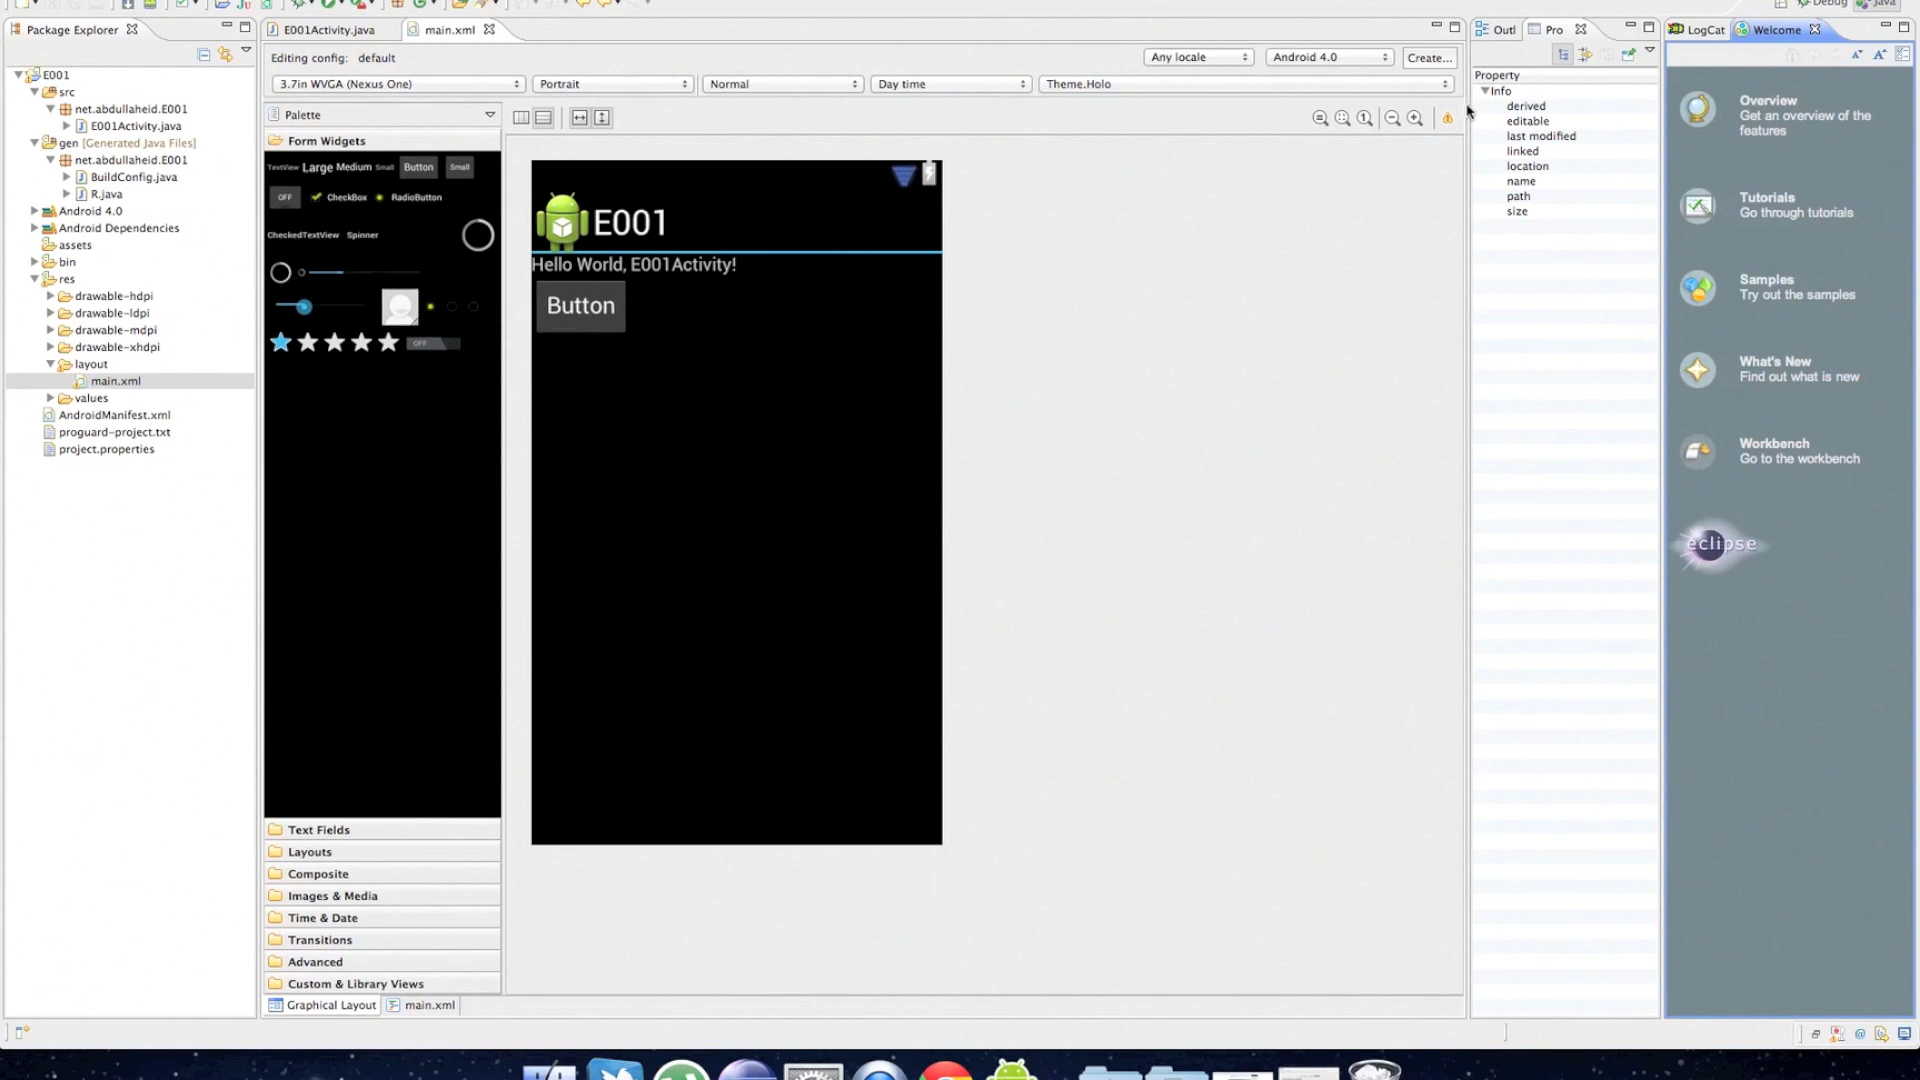 Debug
Java
Package Explorer
E001Activity.java
main.xml
Outl
Pro
LogCat
Welcome
Editing config: default
Any locale
Android 4.0
Create...
3.7in WVGA (Nexus One)
Portrait
Normal
Day time
Theme.Holo
E001
src
net.abdullaheid.E001
E001Activity.java
gen [Generated Java Files]
net.abdullaheid.E001
BuildConfig.java
R.java
Android 4.0
Android Dependencies
assets
bin
res
drawable-hdpi
drawable-ldpi
drawable-mdpi
drawable-xhdpi
layout
main.xml
values
AndroidManifest.xml
proguard-project.txt
project.properties
Palette
Form Widgets
TextView Large Medium Small Button Small
OFF CheckBox RadioButton
CheckedTextView Spinner
OFF
Text Fields
Layouts
Composite
Images & Media
Time & Date
Transitions
Advanced
Custom & Library Views
Graphical Layout
main.xml
E001
Hello World, E001Activity!
Button
Property
Info
derived
editable
last modified
linked
location
name
path
size
Overview
Get an overview of the
features
Tutorials
Go through tutorials
Samples
Try out the samples
What's New
Find out what is new
Workbench
Go to the workbench
eclipse